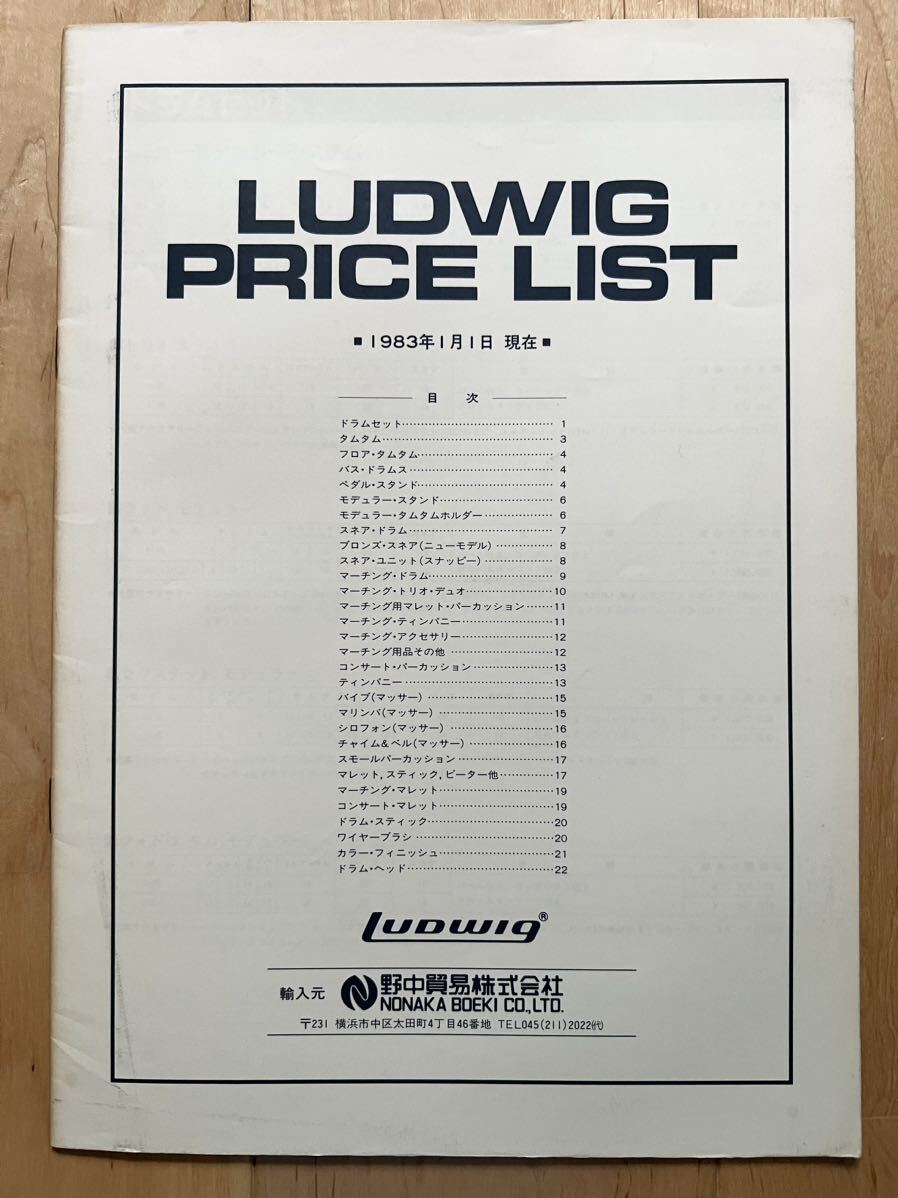 LUDWIG
PRICE LIST
■ 1983年1月1日 現在 ■
目 次
ドラムセット 1
タムタム 3
フロア・タムタム 4
バス・ドラムス 4
ペダル・スタンド 4
モデュラー・スタンド 6
モデュラー・タムタムホルダー 6
スネア・ドラム 7
ブロンズ・スネア(ニューモデル) 8
スネア・ユニット(スナッピー) 8
マーチング・ドラム 9
マーチング・トリオ・デュオ 10
マーチング用マレット・パーカッション 11
マーチング・ティンパニー 11
マーチング・アクセサリー 12
マーチング用品その他 12
コンサート・パーカッション 13
ティンパニー 13
バイブ(マッサー) 15
マリンバ(マッサー) 15
シロフォン(マッサー) 16
チャイム&ベル(マッサー) 16
スモールパーカッション 17
マレット,スティック,ビーター他 17
マーチング・マレット 19
コンサート・マレット 19
ドラム・スティック 20
ワイヤーブラシ 20
カラー・フィニッシュ 21
ドラム・ヘッド 22
Ludwig®
輸入元 野中貿易株式会社
NONAKA BOEKI CO.,LTD.
〒231 横浜市中区太田町4丁目46番地 TEL045(211)2022(代)